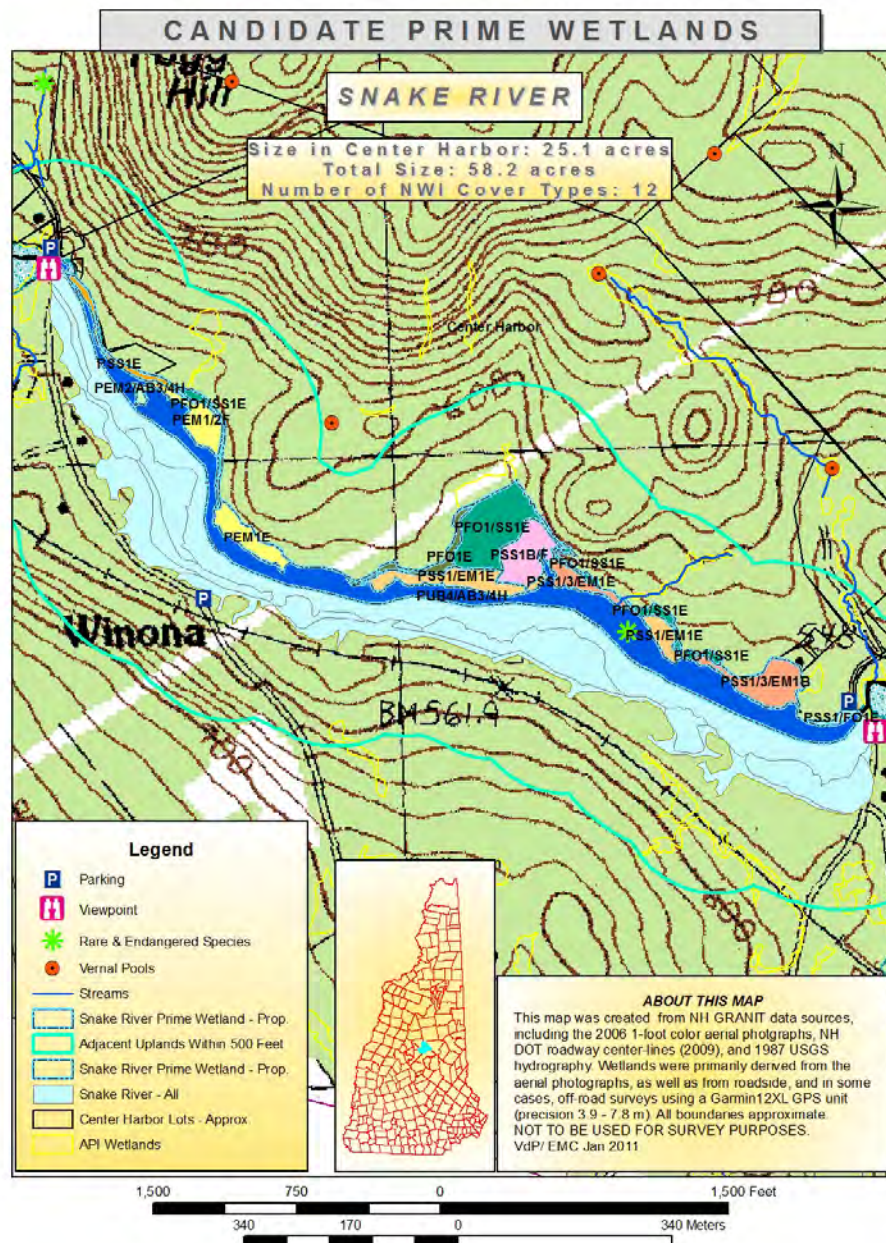 CANDIDATE PRIME WETLANDS
Hill
SNAKE RIVER
Size in Center Harbor: 25.1 acres
Total Size: 58.2 acres
Number of NWI Cover Types: 12
N
P
700
700
Center Harbor
PSS1E
PEM2/AB3/4H
PFO1/SS1E
PEM1/2F
600
PFO1/SS1E
PEM1E
PFO1E
PSS1B/F
PFO1/SS1E
PSS1/EM1E
PSS1/3/EM1E
PUB4/AB3/4H
P
PFO1/SS1E
Winona
PSS1/EM1E
PFO1/SS1E
PSS1/3/EM1B
BM561.9
P
PSS1/FO1E
700
600
Legend
P Parking
Viewpoint
Rare & Endangered Species
Vernal Pools
Streams
Snake River Prime Wetland - Prop.
Adjacent Uplands Within 500 Feet
Snake River Prime Wetland - Prop.
Snake River - All
Center Harbor Lots - Approx.
API Wetlands
ABOUT THIS MAP
This map was created from NH GRANIT data sources,
including the 2006 1-foot color aerial photgraphs, NH
DOT roadway center-lines (2009), and 1987 USGS
hydrography. Wetlands were primarily derived from the
aerial photographs, as well as from roadside, and in some
cases, off-road surveys using a Garmin12XL GPS unit
(precision 3.9 - 7.8 m). All boundaries approximate.
NOT TO BE USED FOR SURVEY PURPOSES.
VdP/ EMC Jan 2011
1,500 750 0 1,500 Feet
340 170 0 340 Meters